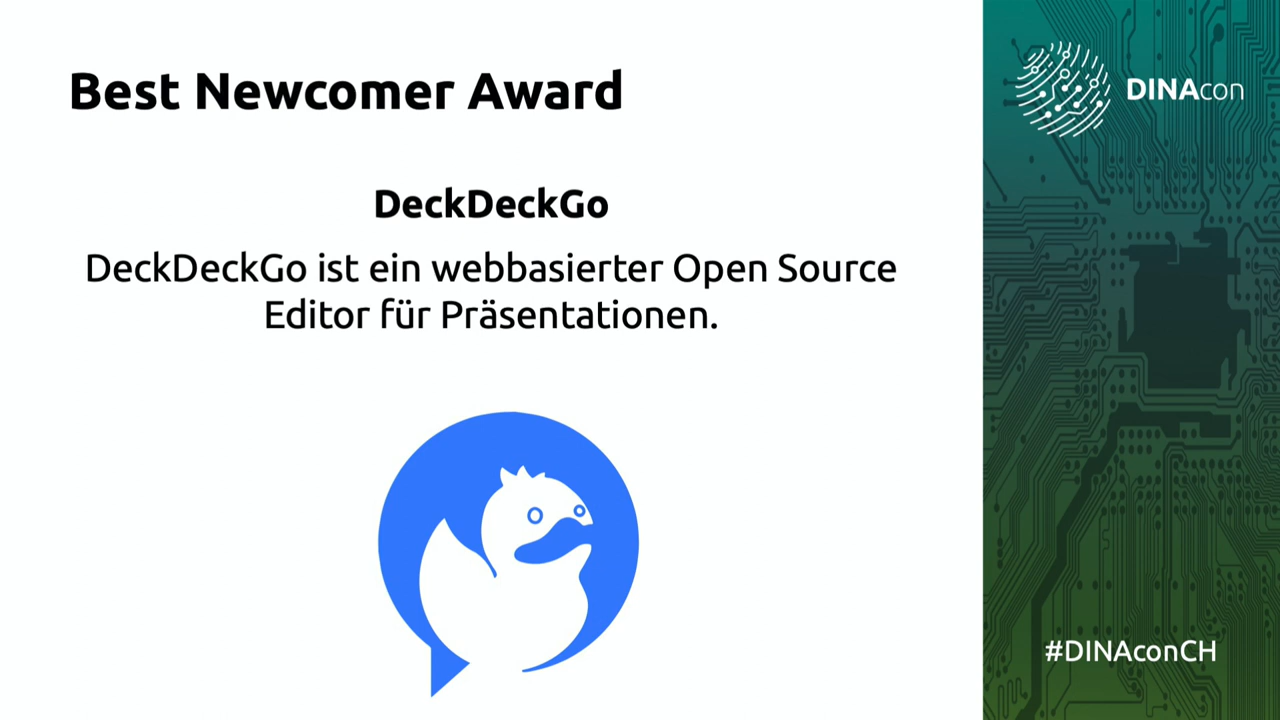 Best Newcomer Award
DINAcon
DeckDeckGo
DeckDeckGo ist ein webbasierter Open Source
Editor für Präsentationen.
#DINAconCH